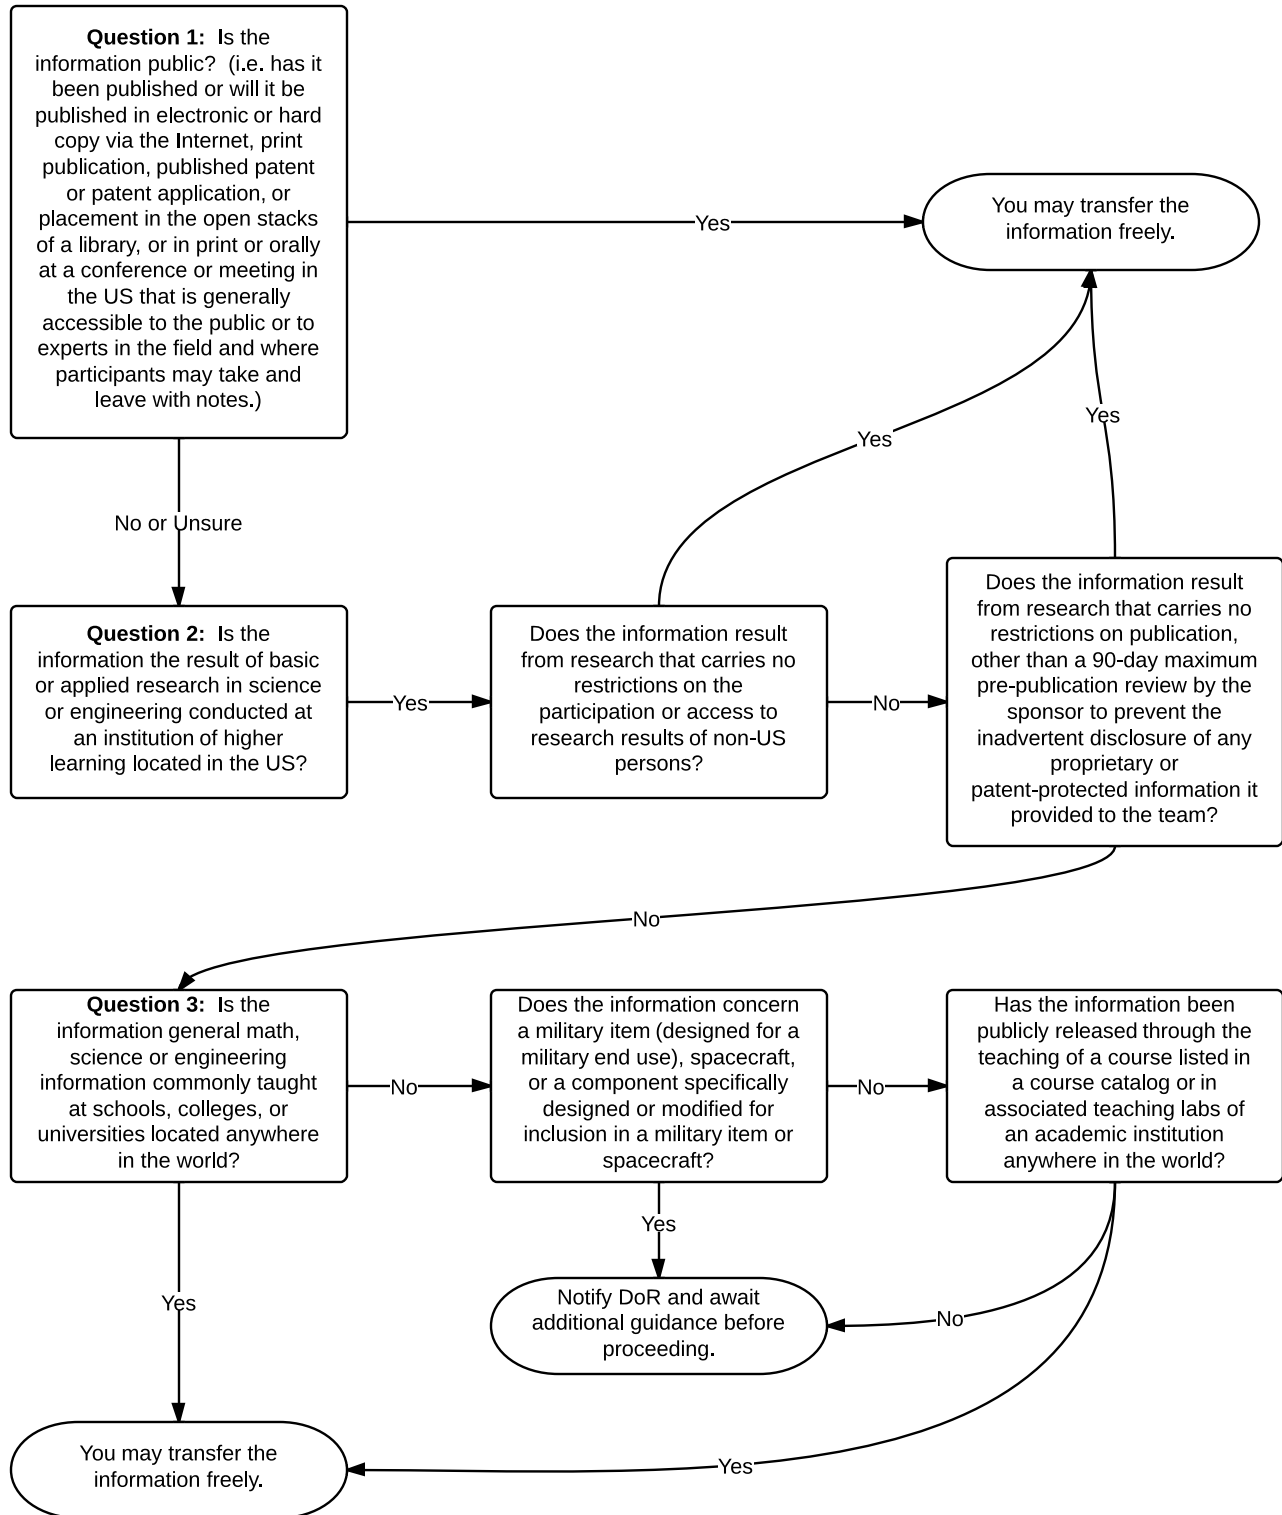 Question 1: Is the
information public? (i.e. has it
been published or will it be
published in electronic or hard
copy via the Internet, print
publication, published patent
or patent application, or
placement in the open stacks
of a library, or in print or orally
at a conference or meeting in
the US that is generally
accessible to the public or to
experts in the field and where
participants may take and
leave with notes.)
Yes
You may transfer the
information freely.
Yes
Yes
No or Unsure
Question 2: Is the
information the result of basic
or applied research in science
or engineering conducted at
an institution of higher
learning located in the US?
Yes
Does the information result
from research that carries no
restrictions on the
participation or access to
research results of non-US
persons?
No
Does the information result
from research that carries no
restrictions on publication,
other than a 90-day maximum
pre-publication review by the
sponsor to prevent the
inadvertent disclosure of any
proprietary or
patent-protected information it
provided to the team?
No
Question 3: Is the
information general math,
science or engineering
information commonly taught
at schools, colleges, or
universities located anywhere
in the world?
No
Does the information concern
a military item (designed for a
military end use), spacecraft,
or a component specifically
designed or modified for
inclusion in a military item or
spacecraft?
No
Has the information been
publicly released through the
teaching of a course listed in
a course catalog or in
associated teaching labs of
an academic institution
anywhere in the world?
Yes
Yes
Notify DoR and await
additional guidance before
proceeding.
No
You may transfer the
information freely.
Yes